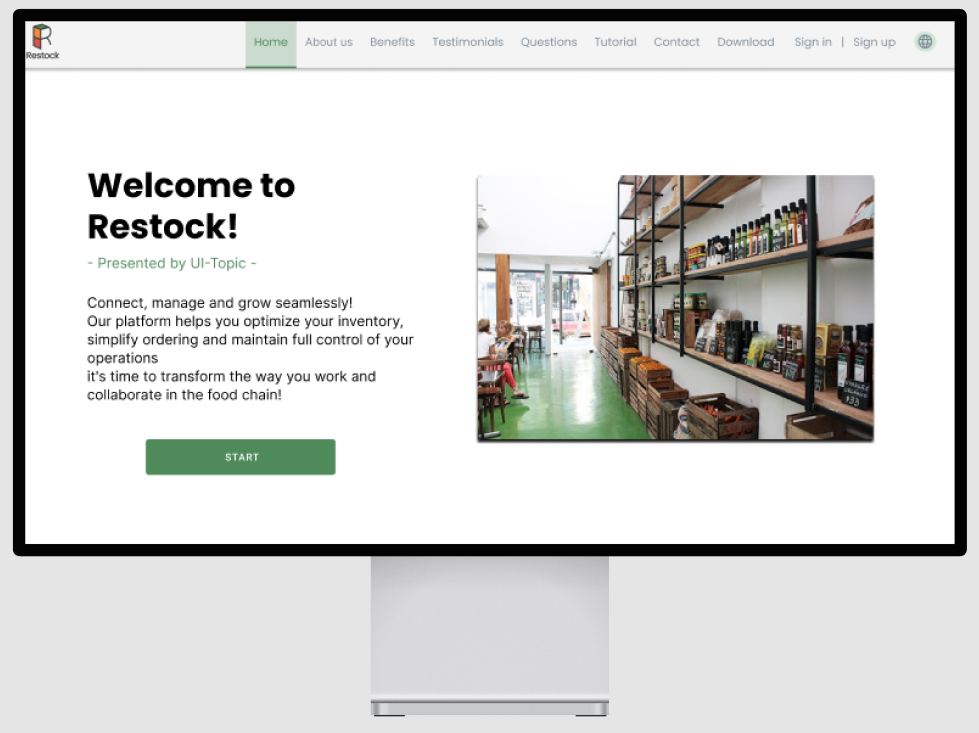 Restock
Home About us Benefits Testimonials Questions Tutorial Contact Download Sign in | Sign up
Welcome to
Restock!
- Presented by UI-Topic -
Connect, manage and grow seamlessly!
Our platform helps you optimize your inventory,
simplify ordering and maintain full control of your
operations
it's time to transform the way you work and
collaborate in the food chain!
START